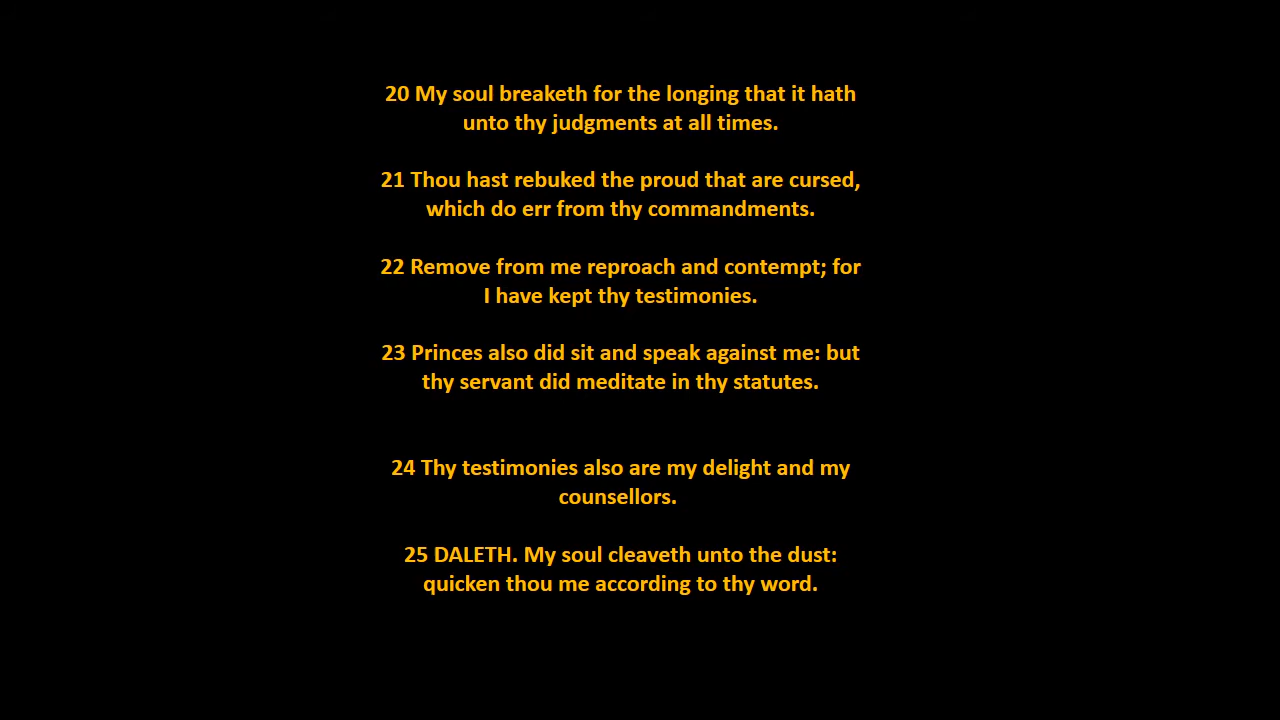 20 My soul breaketh for the longing that it hath
unto thy judgments at all times.
21 Thou hast rebuked the proud that are cursed,
which do err from thy commandments.
22 Remove from me reproach and contempt; for
I have kept thy testimonies.
23 Princes also did sit and speak against me: but
thy servant did meditate in thy statutes.
24 Thy testimonies also are my delight and my
counsellors.
25 DALETH. My soul cleaveth unto the dust:
quicken thou me according to thy word.